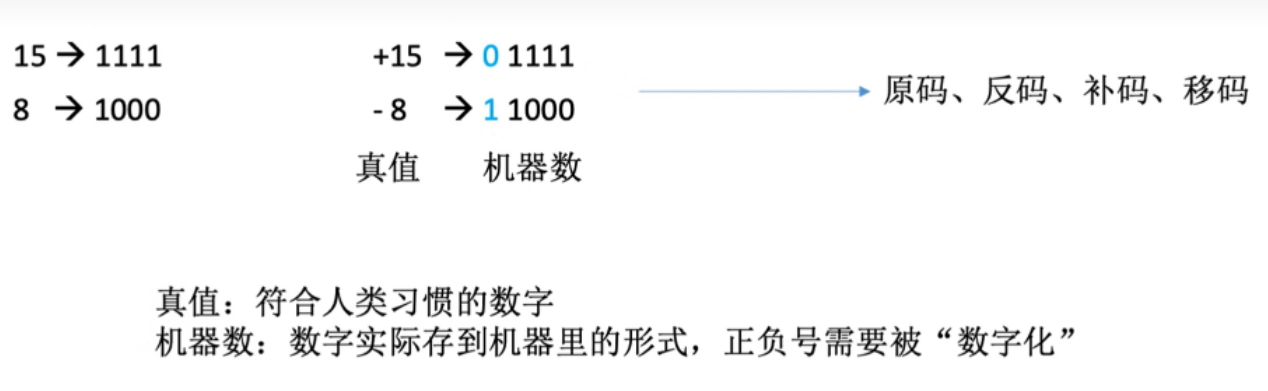 15 → 1111
+15 → 0 1111
8 → 1000
- 8 → 1 1000
原码、反码、补码、移码
真值
机器数
真值：符合人类习惯的数字
机器数：数字实际存到机器里的形式，正负号需要被“数字化”